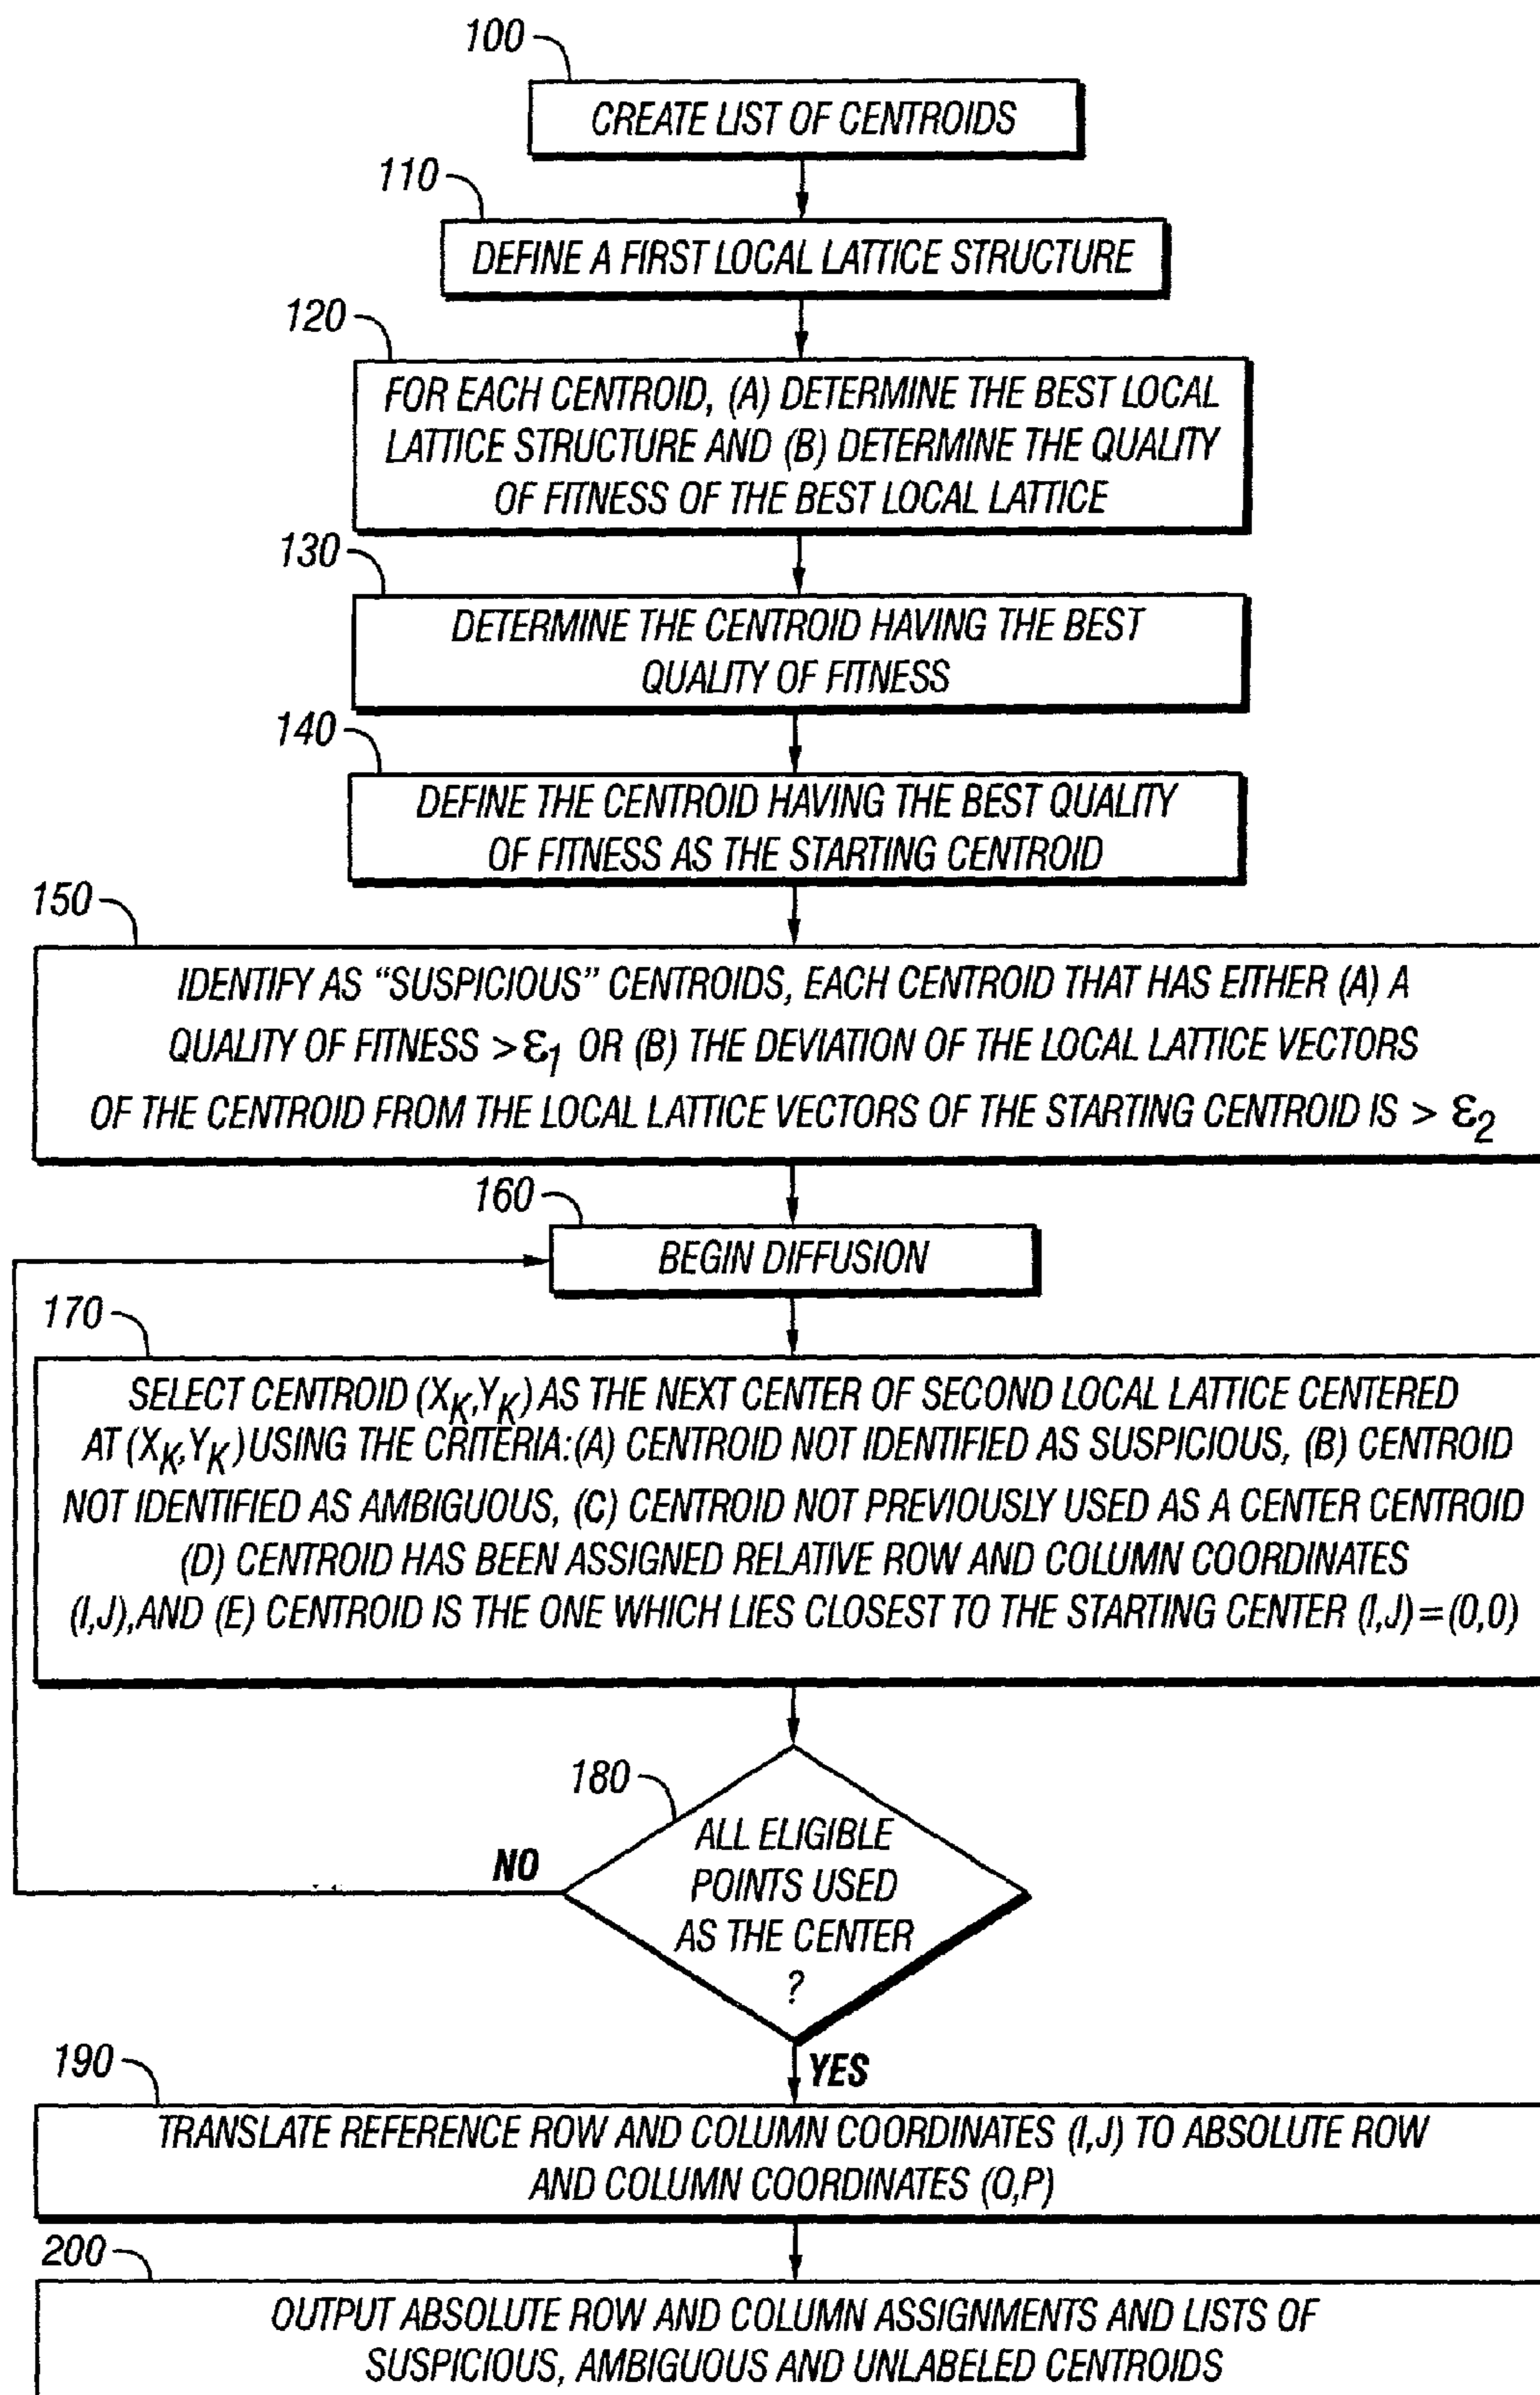 100
CREATE LIST OF CENTROIDS
110
DEFINE A FIRST LOCAL LATTICE STRUCTURE
120
FOR EACH CENTROID, (A) DETERMINE THE BEST LOCAL
LATTICE STRUCTURE AND (B) DETERMINE THE QUALITY
OF FITNESS OF THE BEST LOCAL LATTICE
130
DETERMINE THE CENTROID HAVING THE BEST
QUALITY OF FITNESS
140
DEFINE THE CENTROID HAVING THE BEST QUALITY
OF FITNESS AS THE STARTING CENTROID
150
IDENTIFY AS “SUSPICIOUS” CENTROIDS, EACH CENTROID THAT HAS EITHER (A) A
QUALITY OF FITNESS > ε1 OR (B) THE DEVIATION OF THE LOCAL LATTICE VECTORS
OF THE CENTROID FROM THE LOCAL LATTICE VECTORS OF THE STARTING CENTROID IS > ε2
160
BEGIN DIFFUSION
170
SELECT CENTROID (XK,YK) AS THE NEXT CENTER OF SECOND LOCAL LATTICE CENTERED
AT (XK,YK) USING THE CRITERIA: (A) CENTROID NOT IDENTIFIED AS SUSPICIOUS, (B) CENTROID
NOT IDENTIFIED AS AMBIGUOUS, (C) CENTROID NOT PREVIOUSLY USED AS A CENTER CENTROID
(D) CENTROID HAS BEEN ASSIGNED RELATIVE ROW AND COLUMN COORDINATES
(I,J), AND (E) CENTROID IS THE ONE WHICH LIES CLOSEST TO THE STARTING CENTER (I,J) = (0,0)
180
ALL ELIGIBLE
POINTS USED
AS THE CENTER
?
NO
YES
190
TRANSLATE REFERENCE ROW AND COLUMN COORDINATES (I,J) TO ABSOLUTE ROW
AND COLUMN COORDINATES (O,P)
200
OUTPUT ABSOLUTE ROW AND COLUMN ASSIGNMENTS AND LISTS OF
SUSPICIOUS, AMBIGUOUS AND UNLABELED CENTROIDS